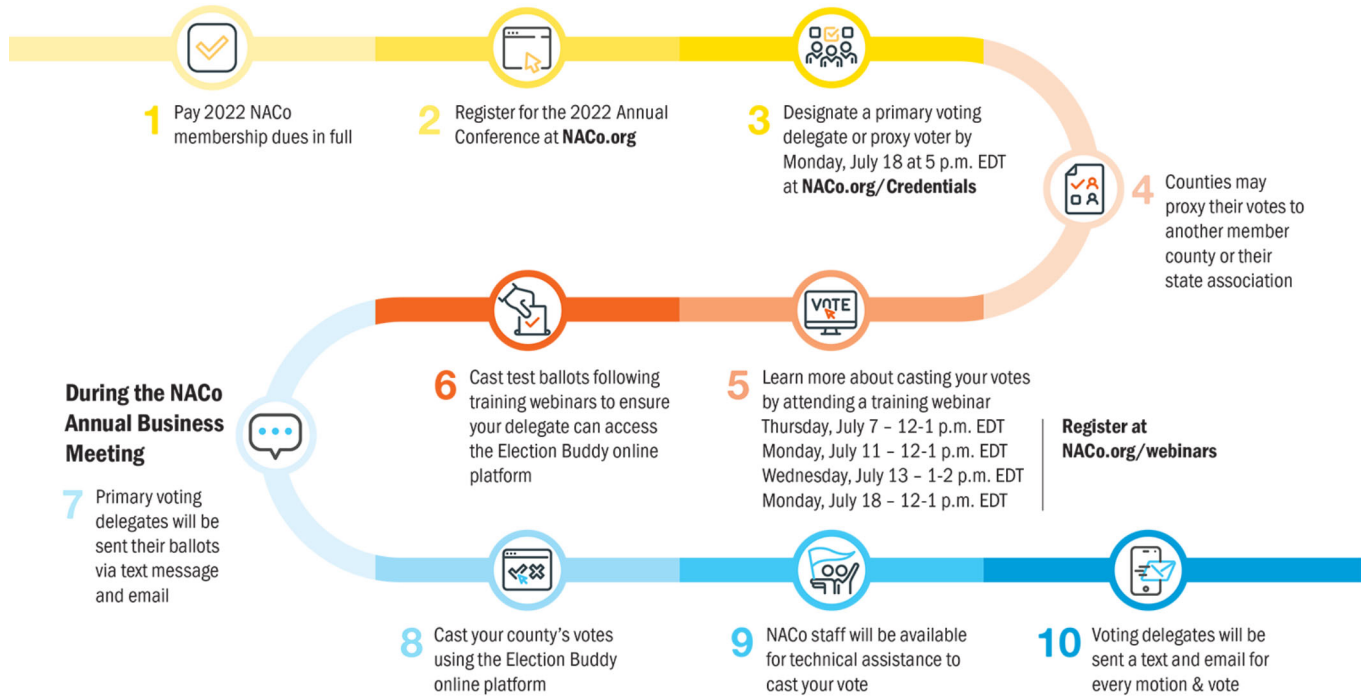 1 Pay 2022 NACo
membership dues in full
2 Register for the 2022 Annual
Conference at NACo.org
3 Designate a primary voting
delegate or proxy voter by
Monday, July 18 at 5 p.m. EDT
at NACo.org/Credentials
4 Counties may
proxy their votes to
another member
county or their
state association
VOTE
5 Learn more about casting your votes
by attending a training webinar
Thursday, July 7 – 12-1 p.m. EDT
Monday, July 11 – 12-1 p.m. EDT
Wednesday, July 13 – 1-2 p.m. EDT
Monday, July 18 – 12-1 p.m. EDT
Register at
NACo.org/webinars
6 Cast test ballots following
training webinars to ensure
your delegate can access
the Election Buddy online
platform
During the NACo
Annual Business
Meeting
7 Primary voting
delegates will be
sent their ballots
via text message
and email
8 Cast your county’s votes
using the Election Buddy
online platform
9 NACo staff will be available
for technical assistance to
cast your vote
10 Voting delegates will be
sent a text and email for
every motion & vote